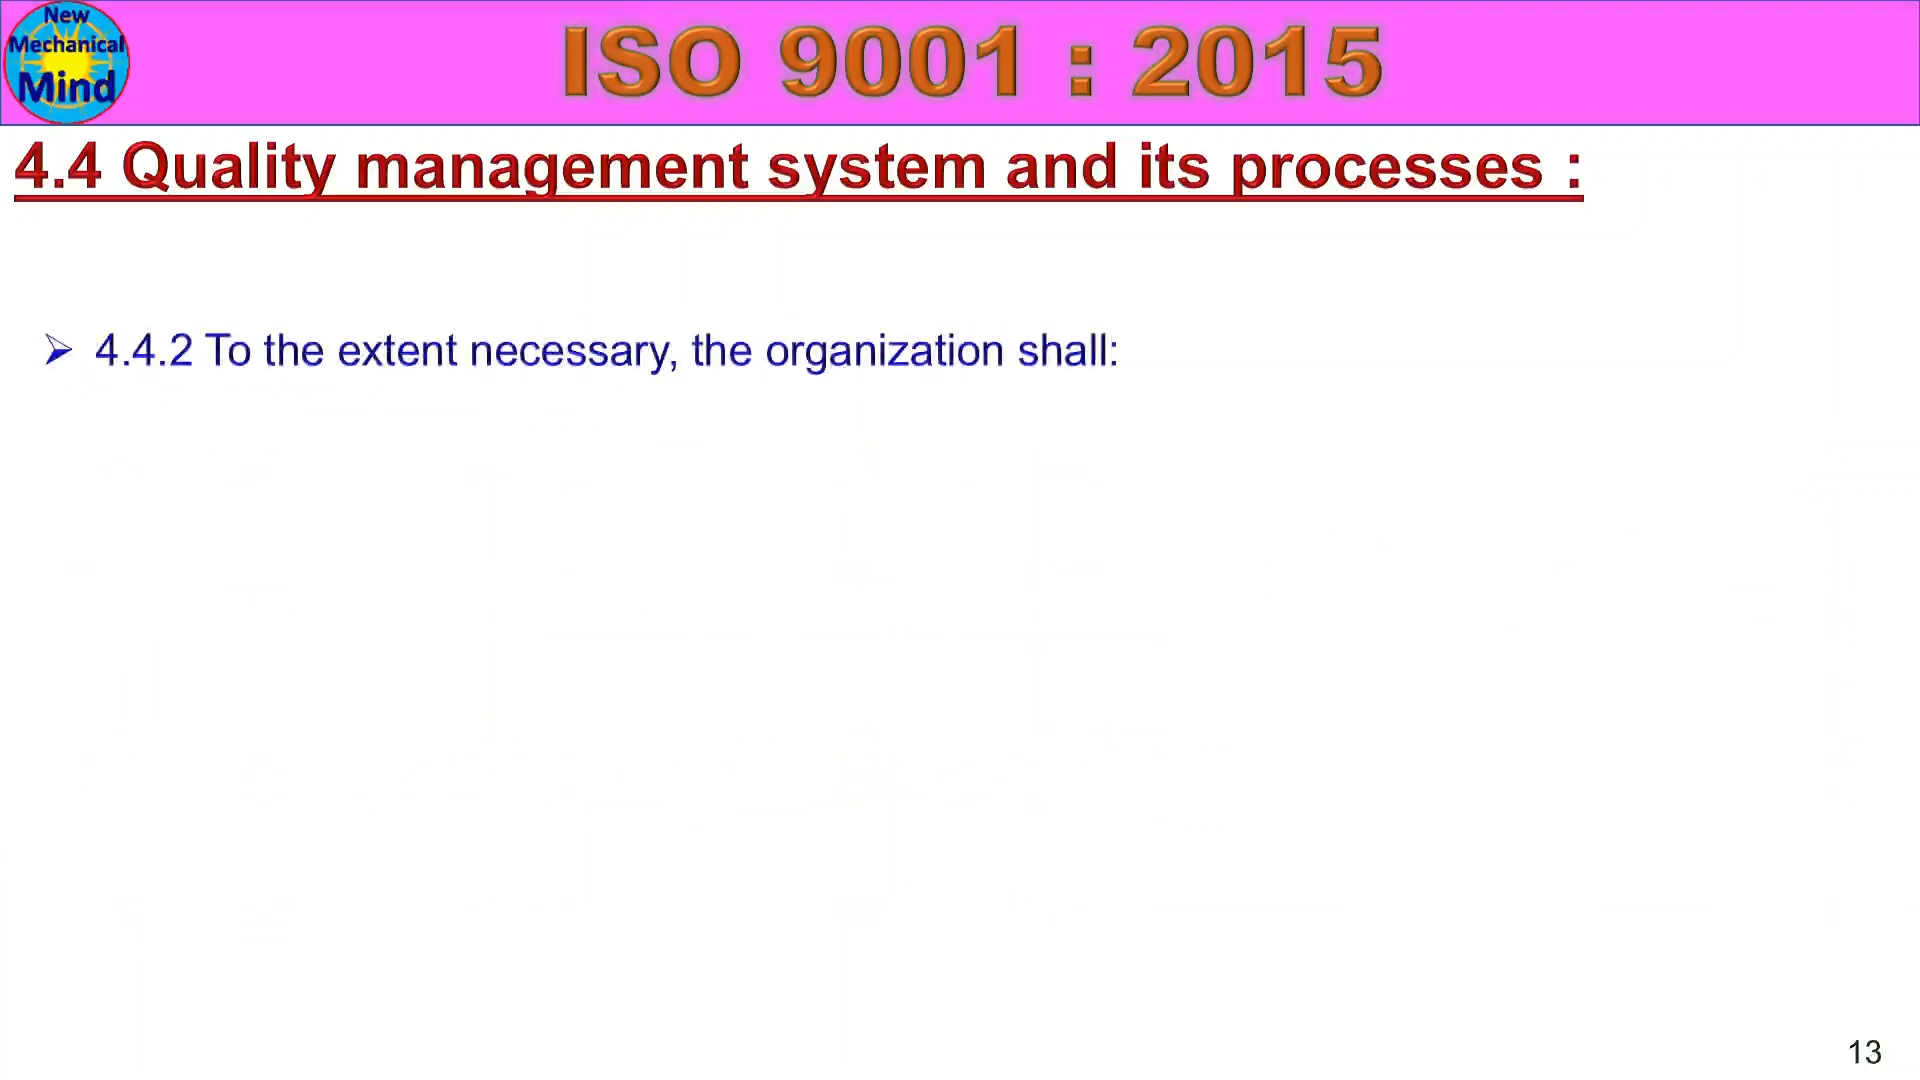 New
Mechanical
Mind
ISO 9001 : 2015
4.4 Quality management system and its processes :
➢ 4.4.2 To the extent necessary, the organization shall:
13